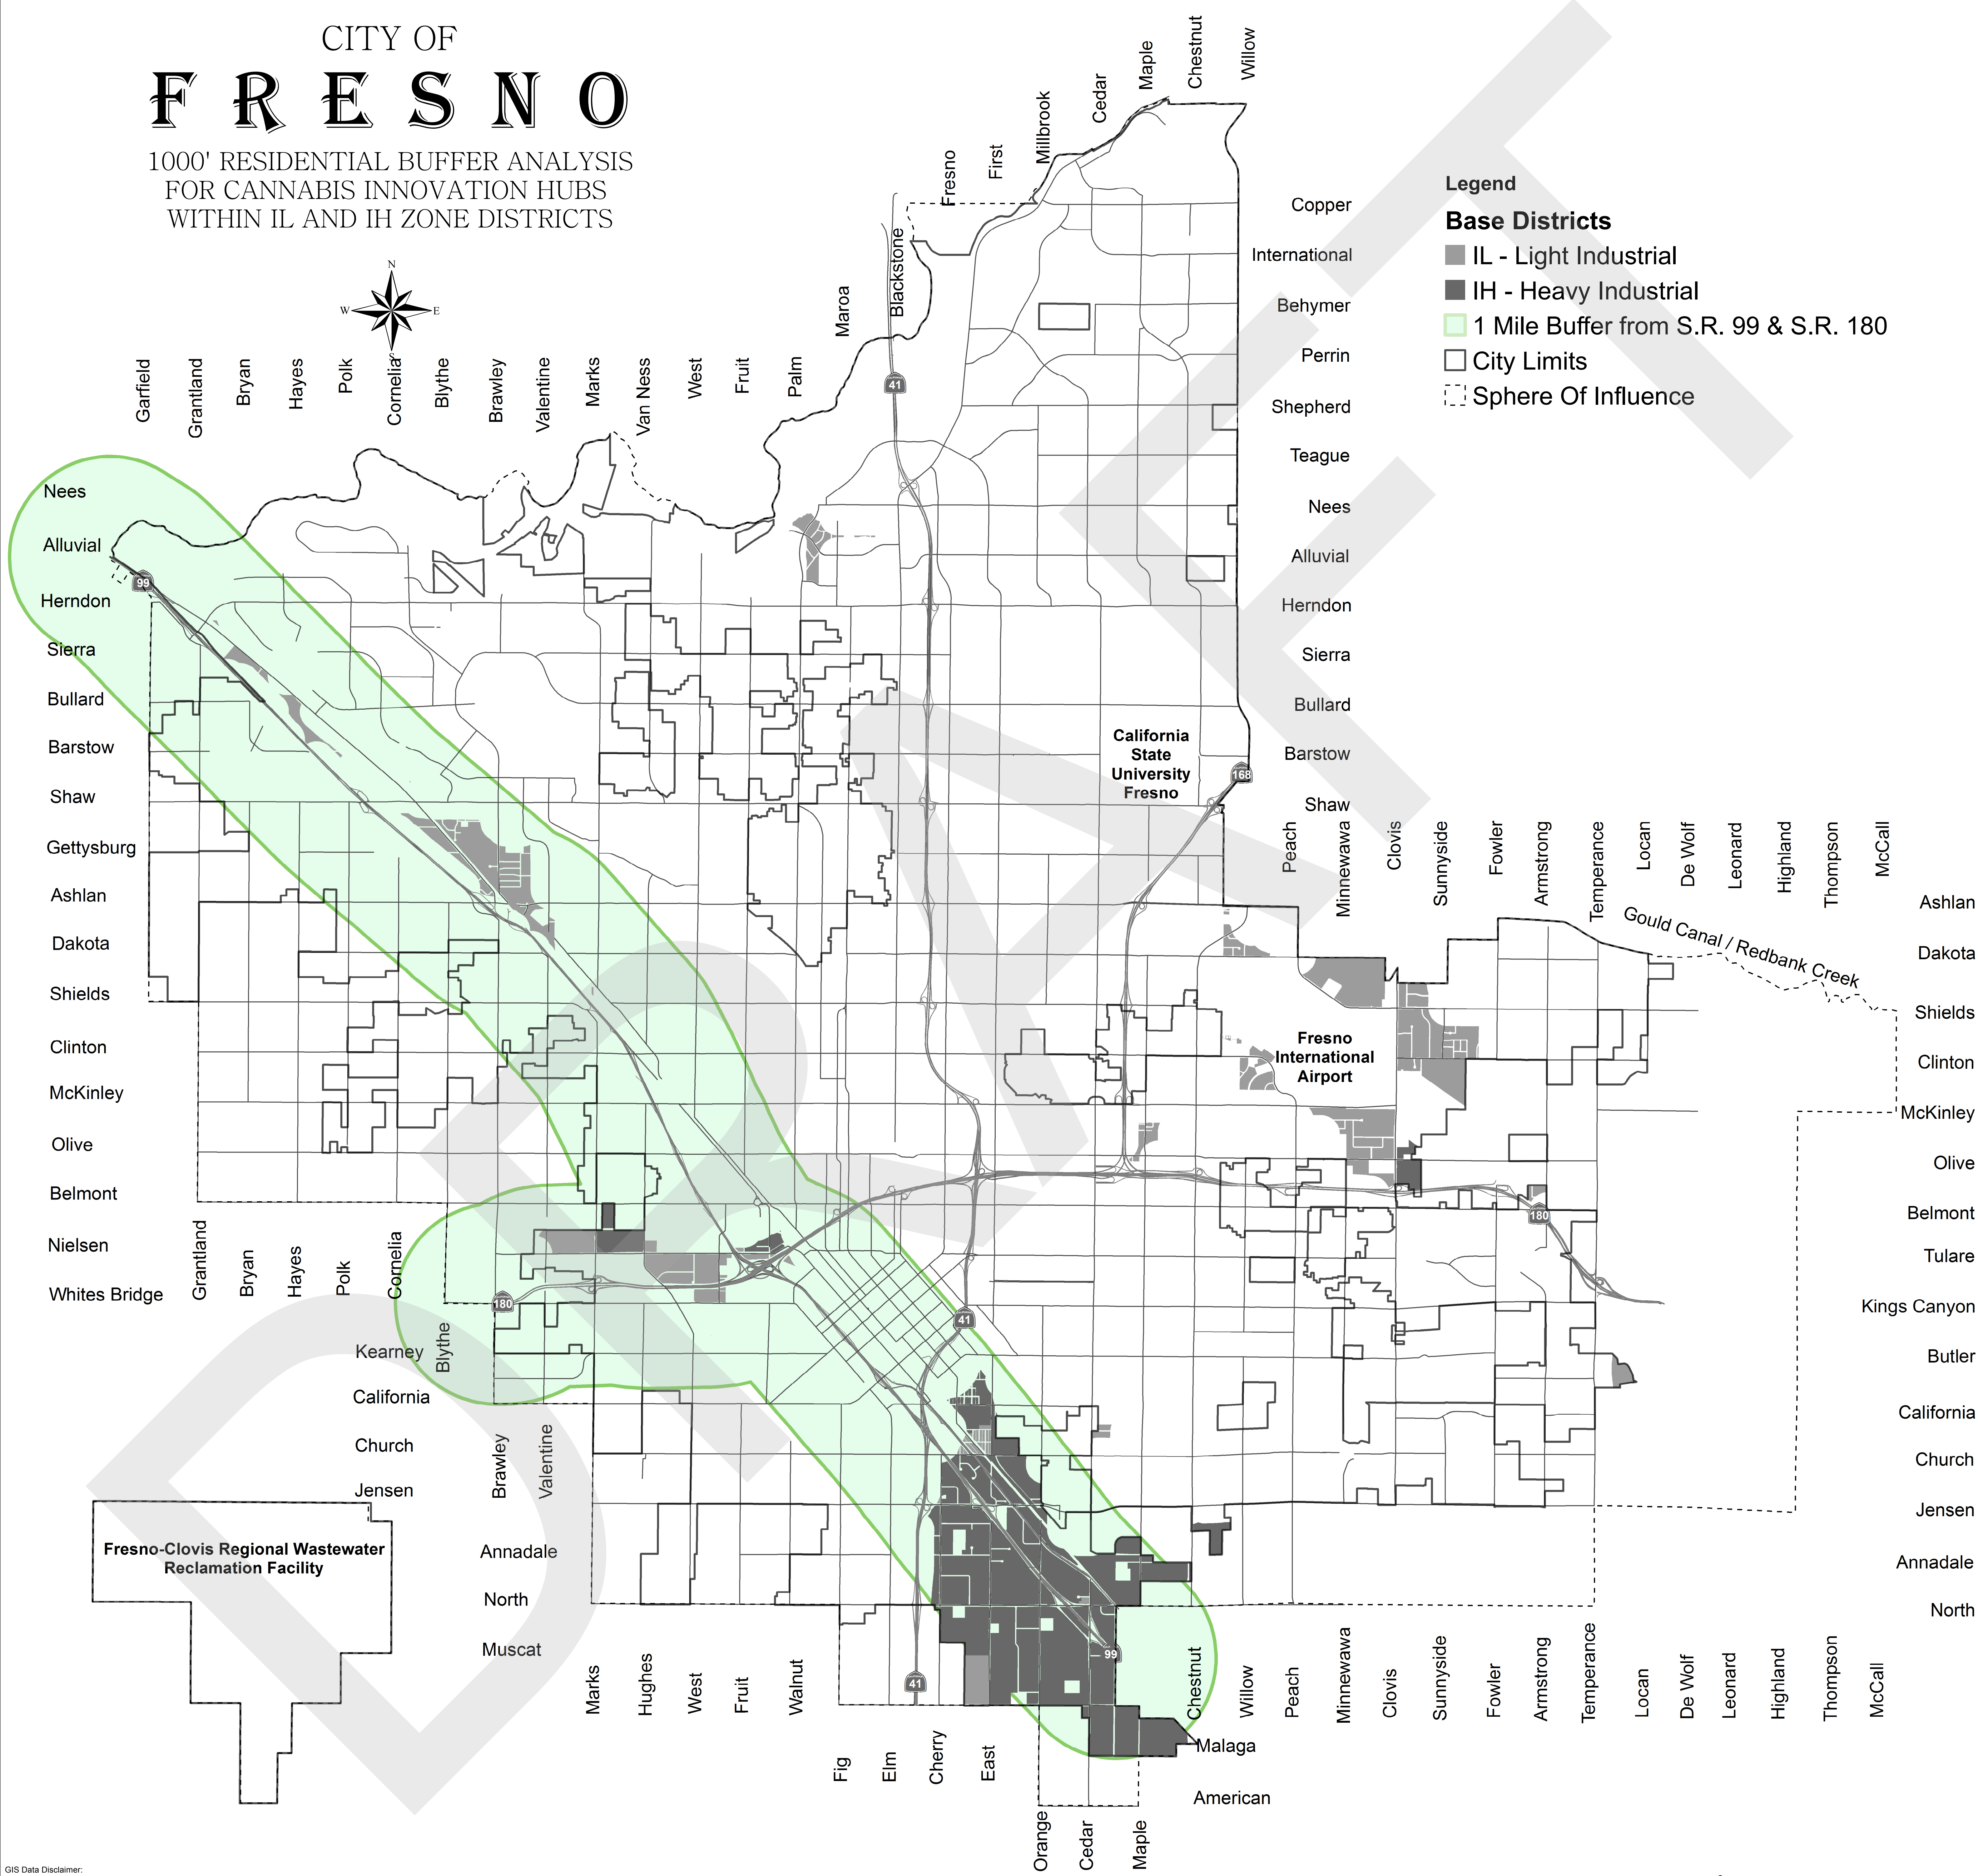 CITY OF
FRESNO
1000' RESIDENTIAL BUFFER ANALYSIS
FOR CANNABIS INNOVATION HUBS
WITHIN IL AND IH ZONE DISTRICTS
N
W
E
S
Legend
Base Districts
IL - Light Industrial
IH - Heavy Industrial
1 Mile Buffer from S.R. 99 & S.R. 180
City Limits
Sphere Of Influence
DRAFT
Garfield
Grantland
Bryan
Hayes
Polk
Cornelia
Blythe
Brawley
Valentine
Marks
Van Ness
West
Fruit
Palm
Maroa
Blackstone
Fresno
First
Millbrook
Cedar
Maple
Chestnut
Willow
Copper
International
Behymer
Perrin
Shepherd
Teague
Nees
Alluvial
Herndon
Sierra
Bullard
Barstow
Shaw
Nees
Alluvial
Herndon
Sierra
Bullard
Barstow
Shaw
Gettysburg
Ashlan
Dakota
Shields
Clinton
McKinley
Olive
Belmont
Nielsen
Whites Bridge
41
99
168
California
State
University
Fresno
Peach
Minnewawa
Clovis
Sunnyside
Fowler
Armstrong
Temperance
Locan
De Wolf
Leonard
Highland
Thompson
McCall
Gould Canal / Redbank Creek
Ashlan
Dakota
Shields
Clinton
McKinley
Olive
Belmont
Tulare
Kings Canyon
Butler
California
Church
Jensen
Annadale
North
Fresno
International
Airport
180
180
41
Grantland
Bryan
Hayes
Polk
Cornelia
Blythe
Kearney
California
Church
Jensen
Brawley
Valentine
Annadale
North
Muscat
Fresno-Clovis Regional Wastewater
Reclamation Facility
99
41
Marks
Hughes
West
Fruit
Walnut
Fig
Elm
Cherry
East
Orange
Cedar
Maple
Chestnut
Willow
Peach
Minnewawa
Clovis
Sunnyside
Fowler
Armstrong
Temperance
Locan
De Wolf
Leonard
Highland
Thompson
McCall
Malaga
American
GIS Data Disclaimer: